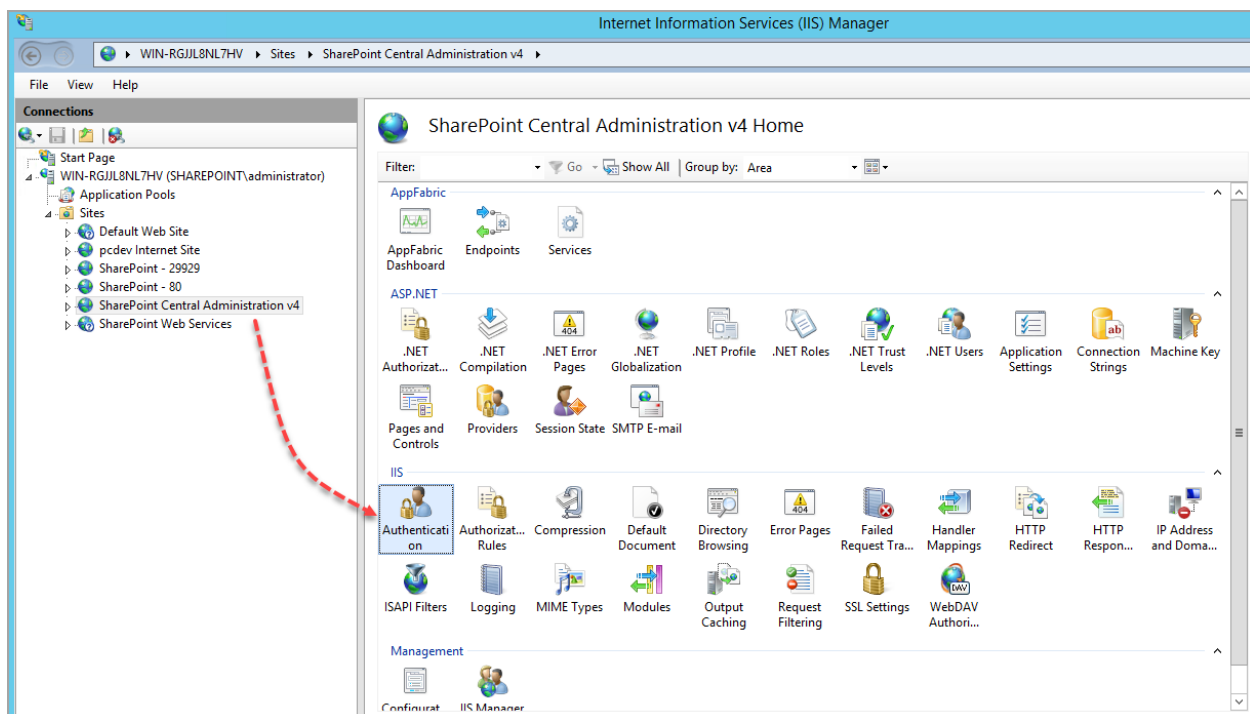 Internet Information Services (IIS) Manager
WIN-RGJJL8NL7HV Sites SharePoint Central Administration v4
File View Help
Connections
Start Page
WIN-RGJJL8NL7HV (SHAREPOINT\administrator)
Application Pools
Sites
Default Web Site
pcdev Internet Site
SharePoint - 29929
SharePoint - 80
SharePoint Central Administration v4
SharePoint Web Services
SharePoint Central Administration v4 Home
Filter: Go Show All Group by: Area
AppFabric
AppFabric Endpoints Services
Dashboard
ASP.NET
.NET .NET .NET Error .NET .NET Profile .NET Roles .NET Trust .NET Users Application Connection Machine Key
Authorizat... Compilation Pages Globalization Levels Settings Strings
Pages and Providers Session State SMTP E-mail
Controls
IIS
Authenticati Authorizat... Compression Default Directory Error Pages Failed Handler HTTP HTTP IP Address
on Rules Document Browsing Request Tra... Mappings Redirect Respon... and Doma...
ISAPI Filters Logging MIME Types Modules Output Request SSL Settings WebDAV
Caching Filtering Authori...
Management
Configurat... IIS Manager